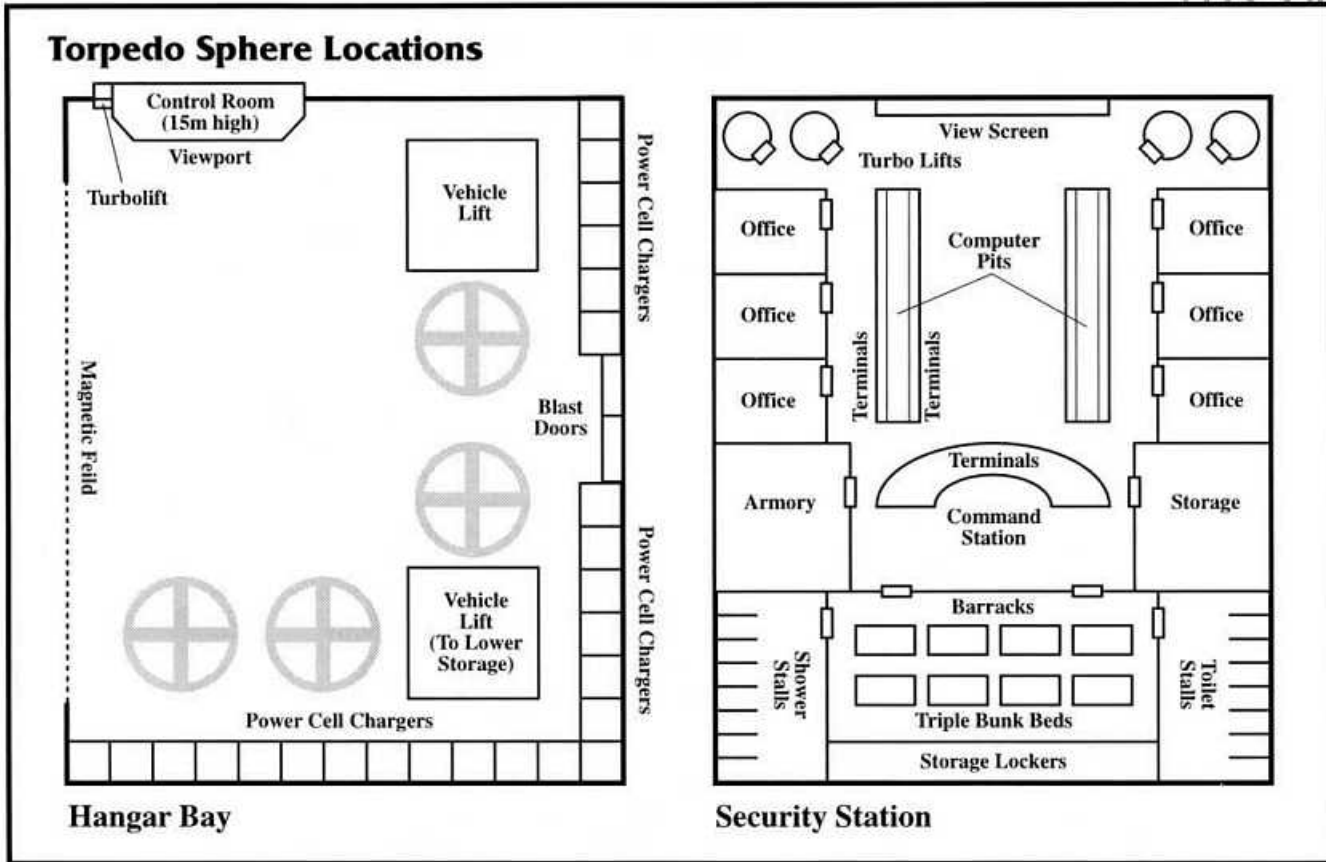 Torpedo Sphere Locations
Control Room
(15m high)
Viewport
Turbolift
Vehicle
Lift
Power Cell Chargers
Magnetic Feild
Blast
Doors
Vehicle
Lift
(To Lower
Storage)
Power Cell Chargers
Power Cell Chargers
Hangar Bay
View Screen
Turbo Lifts
Office
Computer
Pits
Office
Office
Office
Terminals
Terminals
Office
Office
Terminals
Armory
Command
Station
Storage
Barracks
Shower
Stalls
Toilet
Stalls
Triple Bunk Beds
Storage Lockers
Security Station